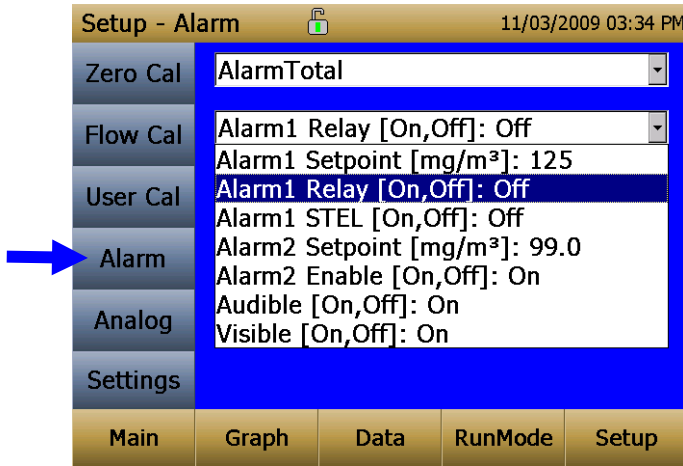 Setup - Alarm 11/03/2009 03:34 PM
Zero Cal
AlarmTotal
Flow Cal
Alarm1 Relay [On,Off]: Off
Alarm1 Setpoint [mg/m³]: 125
User Cal
Alarm1 Relay [On,Off]: Off
Alarm1 STEL [On,Off]: Off
Alarm
Alarm2 Setpoint [mg/m³]: 99.0
Alarm2 Enable [On,Off]: On
Analog
Audible [On,Off]: On
Visible [On,Off]: On
Settings
Main Graph Data RunMode Setup